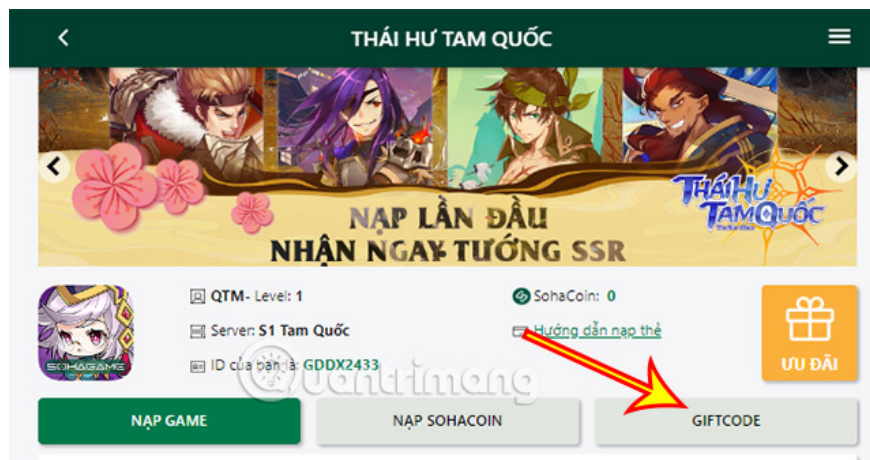 THÁI HƯ TAM QUỐC
THÁI HƯ
TAM QUỐC
NẠP LẦN ĐẦU
NHẬN NGAY TƯỚNG SSR
QTM- Level: 1
SohaCoin: 0
Server: S1 Tam Quốc
Hướng dẫn nạp thẻ
ID của bạn là: GDDX2433
SOHAGAME
ƯU ĐÃI
Quantrimang
NẠP GAME
NẠP SOHACOIN
GIFTCODE